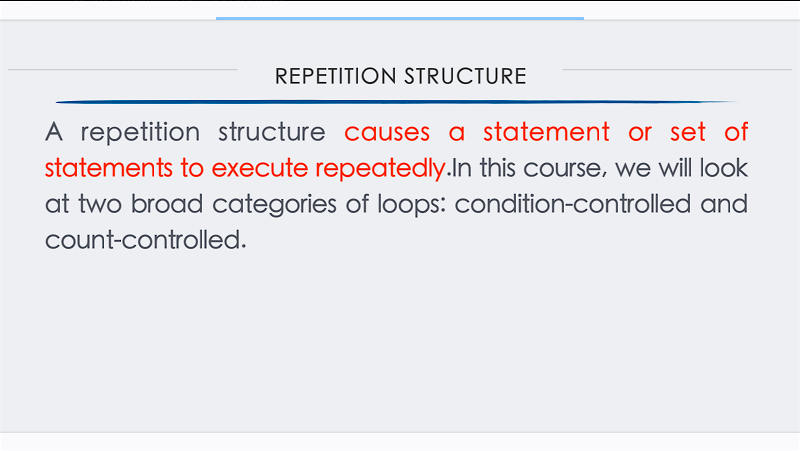 REPETITION STRUCTURE
A repetition structure causes a statement or set of
statements to execute repeatedly.In this course, we will look
at two broad categories of loops: condition-controlled and
count-controlled.